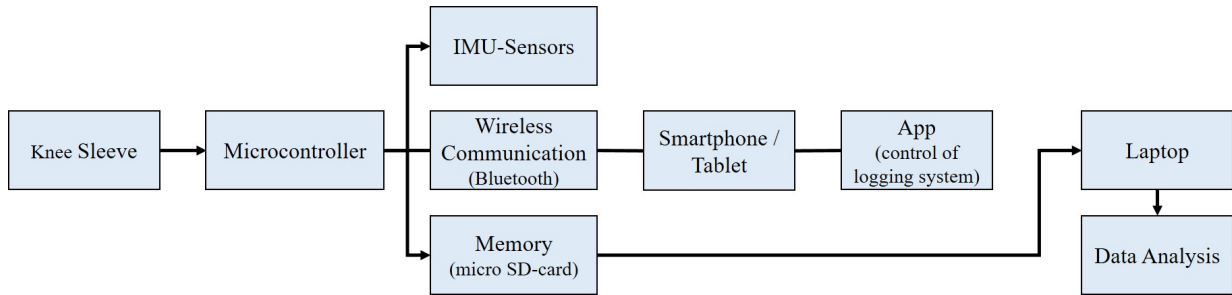 IMU-Sensors
Knee Sleeve
Microcontroller
Wireless
Communication
(Bluetooth)
Smartphone /
Tablet
App
(control of
logging system)
Laptop
Memory
(micro SD-card)
Data Analysis